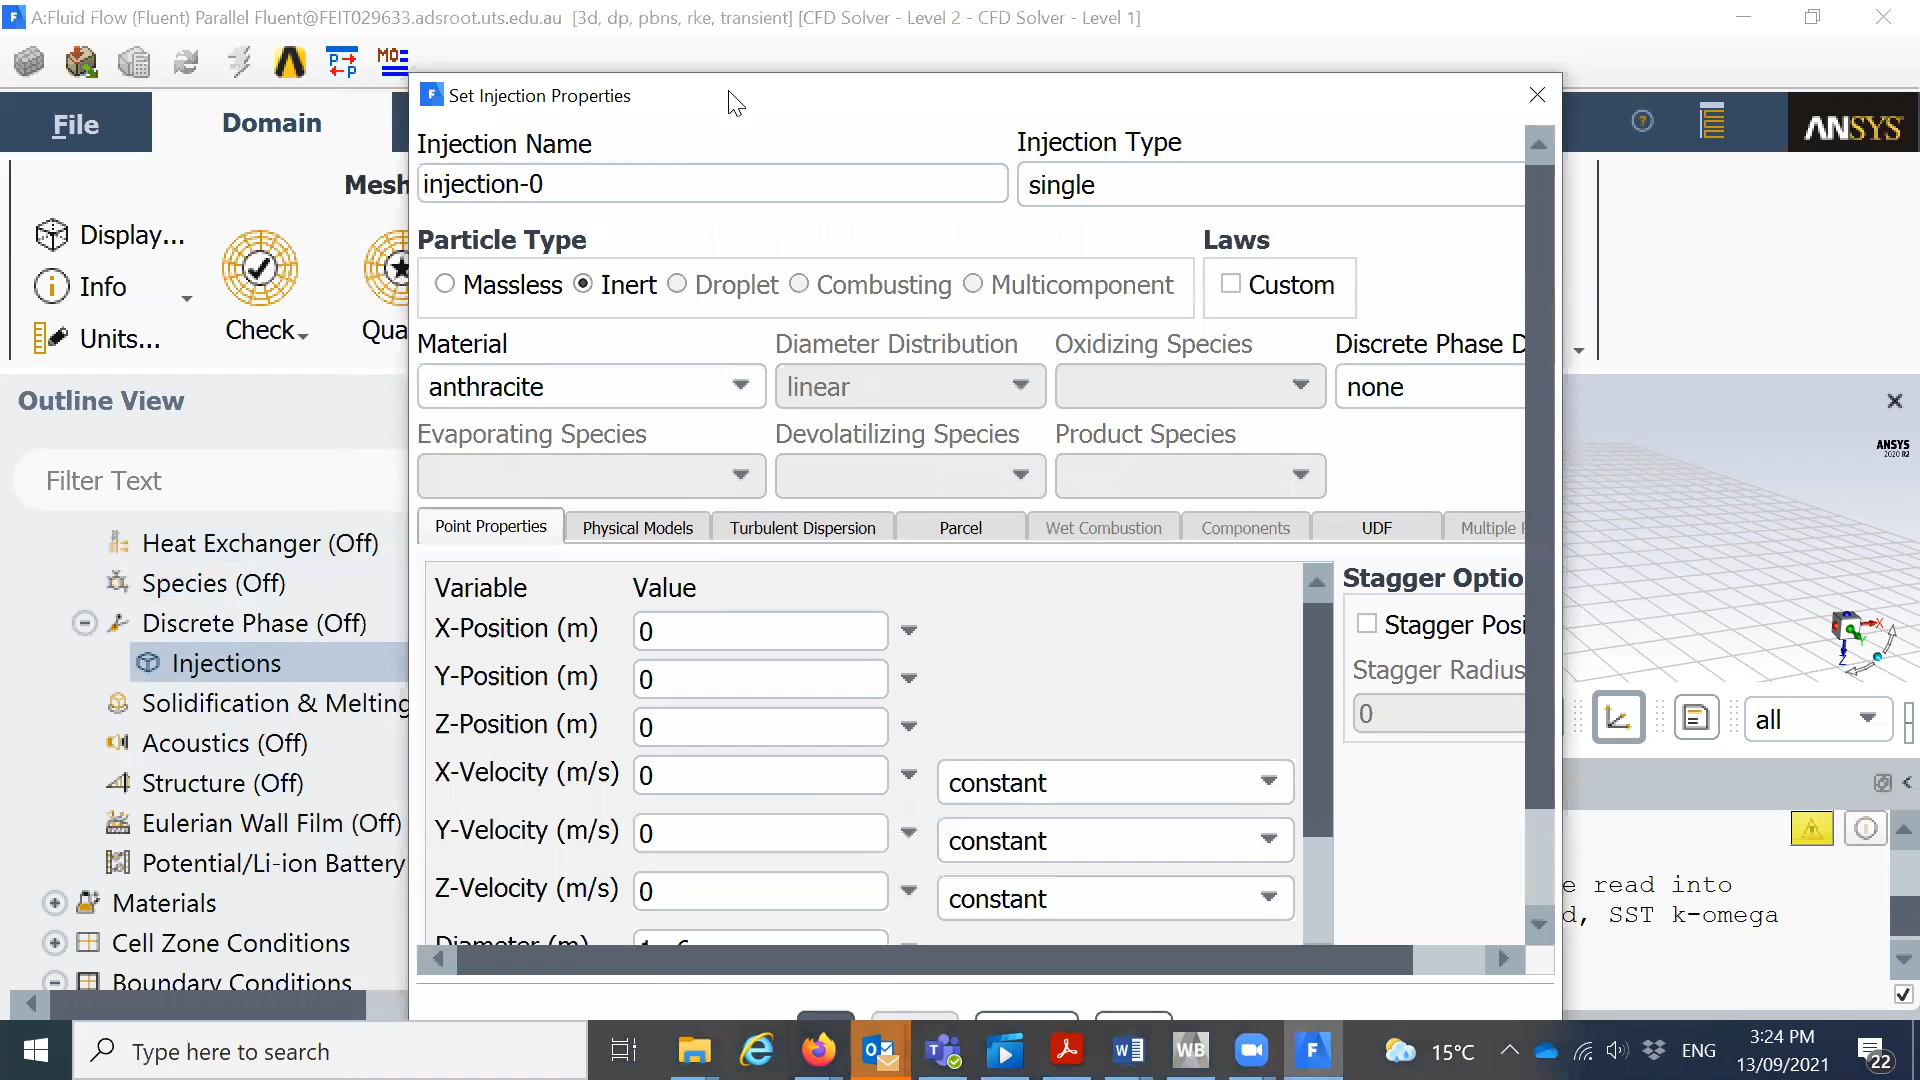 A:Fluid Flow (Fluent) Parallel Fluent@FEIT029633.adsroot.uts.edu.au [3d, dp, pbns, rke, transient] [CFD Solver - Level 2 - CFD Solver - Level 1]
File
Domain
ANSYS
Mesh
Display...
Info
Units...
Check
Qua
Outline View
Filter Text
Heat Exchanger (Off)
Species (Off)
Discrete Phase (Off)
Injections
Solidification & Melting
Acoustics (Off)
Structure (Off)
Eulerian Wall Film (Off)
Potential/Li-ion Battery
Materials
Cell Zone Conditions
Boundary Conditions
Set Injection Properties
Injection Name
Injection Type
injection-0
single
Particle Type
Laws
Massless
Inert
Droplet
Combusting
Multicomponent
Custom
Material
Diameter Distribution
Oxidizing Species
Discrete Phase D
anthracite
linear
none
Evaporating Species
Devolatilizing Species
Product Species
Point Properties
Physical Models
Turbulent Dispersion
Parcel
Wet Combustion
Components
UDF
Multiple
Variable
Value
X-Position (m)
0
Y-Position (m)
0
Z-Position (m)
0
X-Velocity (m/s)
0
constant
Y-Velocity (m/s)
0
constant
Z-Velocity (m/s)
0
constant
Diameter (m)
Stagger Optio
Stagger Posi
Stagger Radius
0
ANSYS
2020 R2
X
Z
all
e read into
d, SST k-omega
Type here to search
W
WB
F
15°C
ENG
3:24 PM
13/09/2021
22